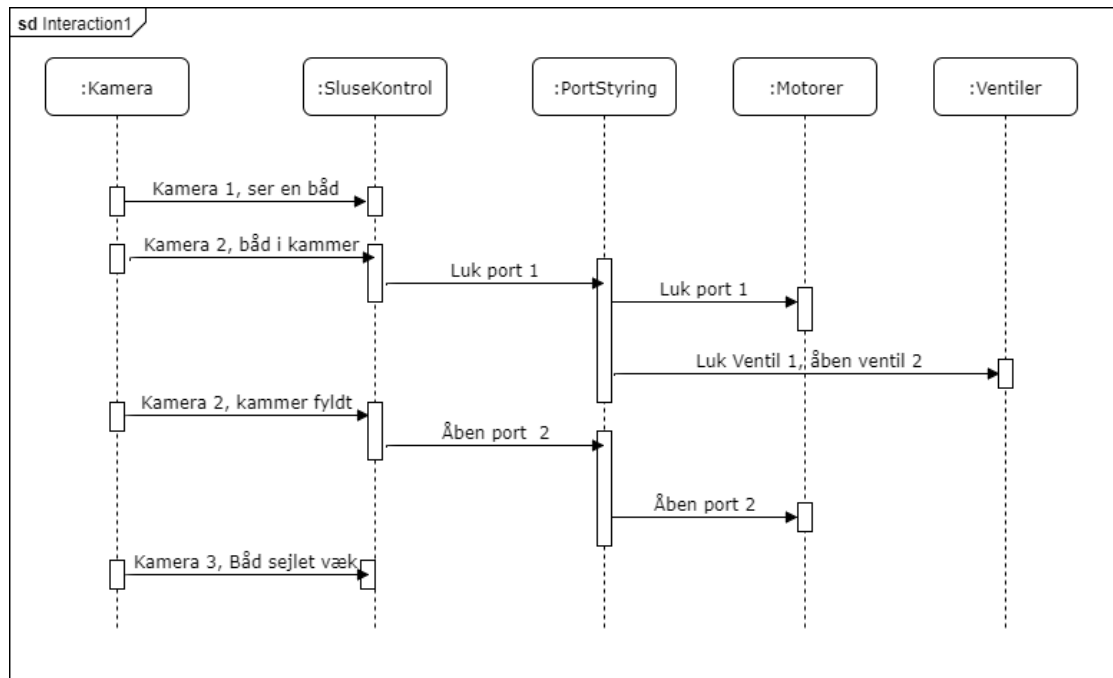 sd Interaction1
:Kamera
:SluseKontrol
:PortStyring
:Motorer
:Ventiler
Kamera 1, ser en båd
Kamera 2, båd i kammer
Luk port 1
Luk port 1
Luk Ventil 1, åben ventil 2
Kamera 2, kammer fyldt
Åben port 2
Åben port 2
Kamera 3, Båd sejlet væk